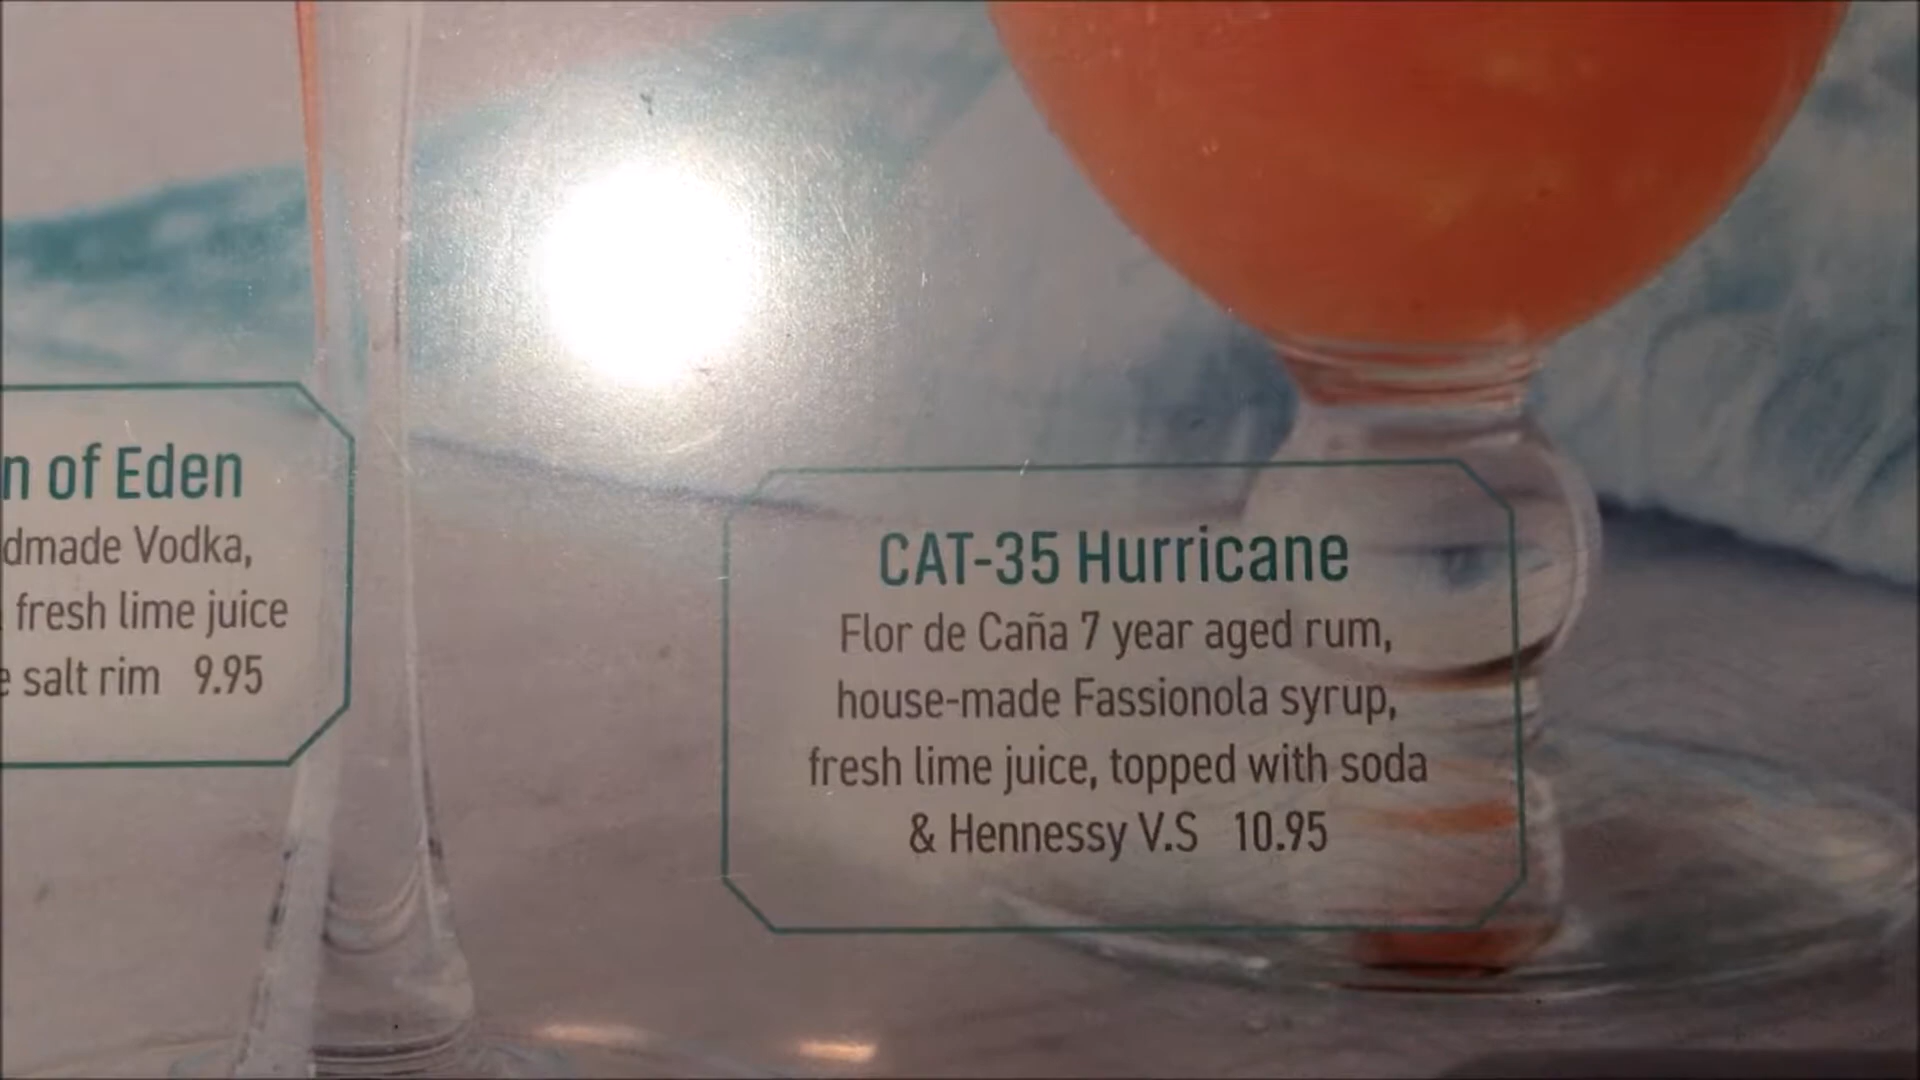 n of Eden
dmade Vodka,
fresh lime juice
salt rim 9.95
CAT-35 Hurricane
Flor de Caña 7 year aged rum,
house-made Fassionola syrup,
fresh lime juice, topped with soda
& Hennessy V.S 10.95